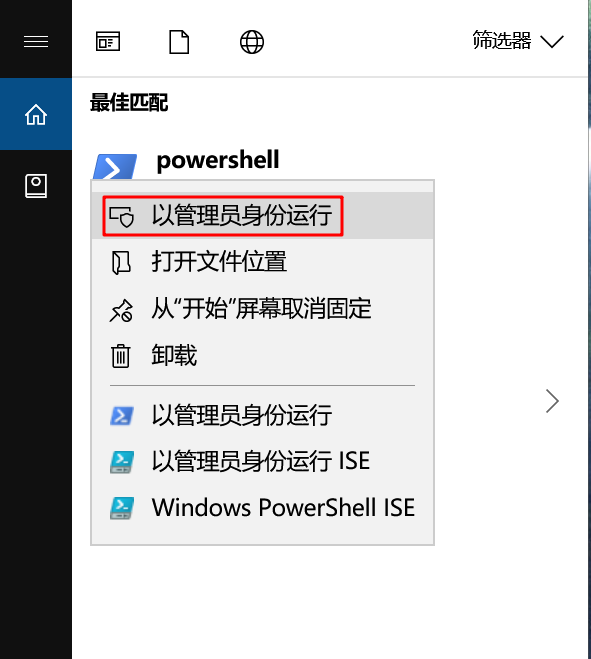 筛选器
最佳匹配
powershell
以管理员身份运行
打开文件位置
从“开始”屏幕取消固定
卸载
以管理员身份运行
以管理员身份运行 ISE
Windows PowerShell ISE